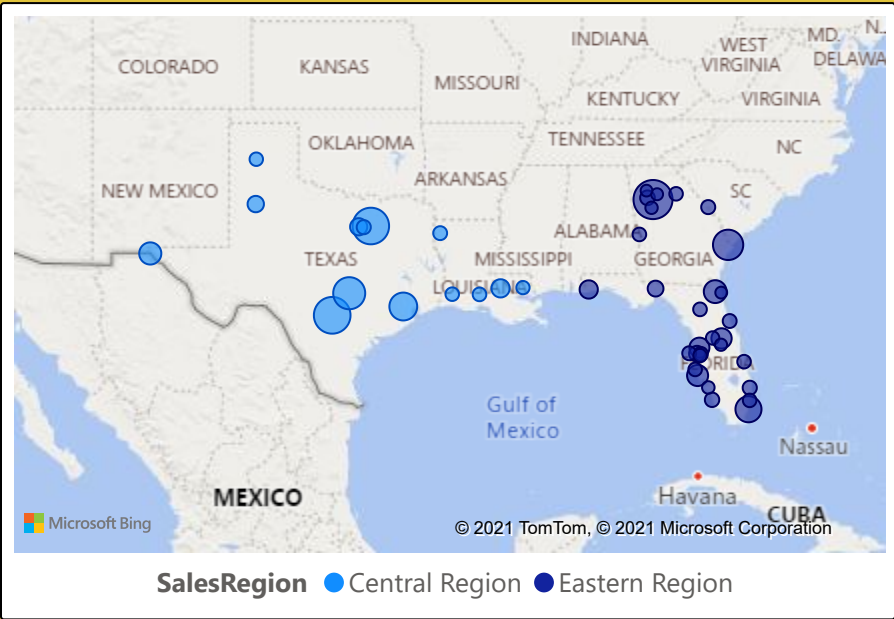 INDIANA
MD.
N.
WEST
VIRGINIA
DELAWA
COLORADO
KANSAS
MISSOURI
KENTUCKY
VIRGINIA
OKLAHOMA
TENNESSEE
NC
NEW MEXICO
ARKANSAS
SC
TEXAS
MISSISSIPPI
ALABAMA
GEORGIA
LOUISIANA
FLORIDA
Gulf of
Mexico
Nassau
MEXICO
Havana
CUBA
Microsoft Bing
© 2021 TomTom, © 2021 Microsoft Corporation
SalesRegion Central Region Eastern Region